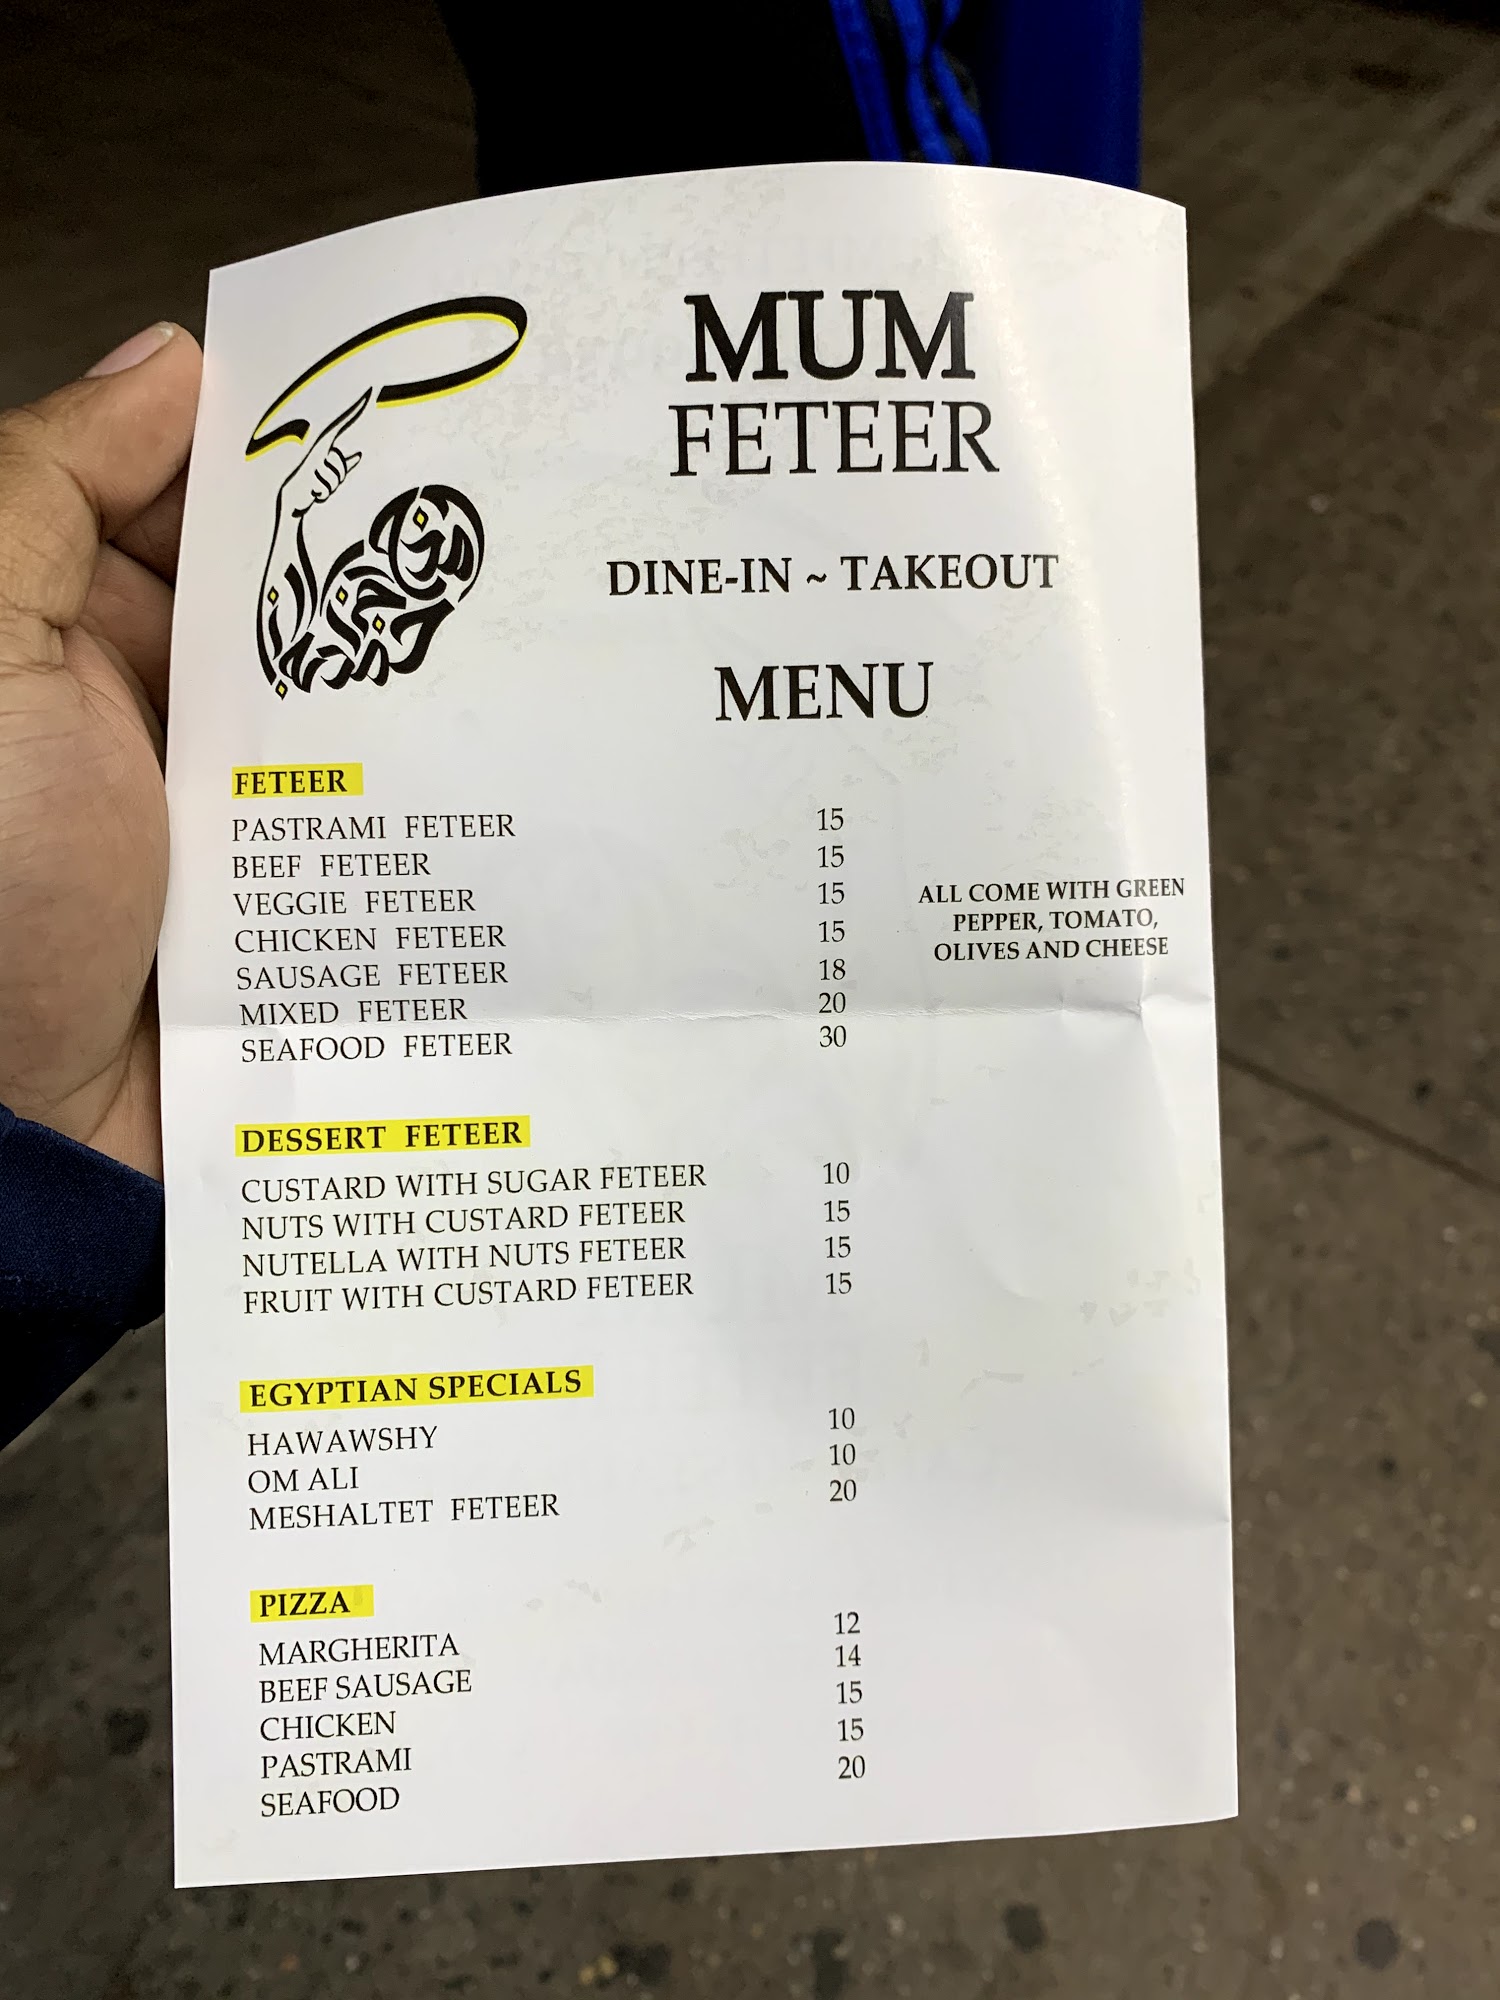 MUM
FETEER
DINE-IN ~ TAKEOUT
MENU
FETEER
PASTRAMI FETEER 15
BEEF FETEER 15
VEGGIE FETEER 15
CHICKEN FETEER 15
SAUSAGE FETEER 18
MIXED FETEER 20
SEAFOOD FETEER 30
ALL COME WITH GREEN
PEPPER, TOMATO,
OLIVES AND CHEESE
DESSERT FETEER
CUSTARD WITH SUGAR FETEER 10
NUTS WITH CUSTARD FETEER 15
NUTELLA WITH NUTS FETEER 15
FRUIT WITH CUSTARD FETEER 15
EGYPTIAN SPECIALS
HAWAWSHY 10
OM ALI 10
MESHALTET FETEER 20
PIZZA
MARGHERITA 12
BEEF SAUSAGE 14
CHICKEN 15
PASTRAMI 15
SEAFOOD 20